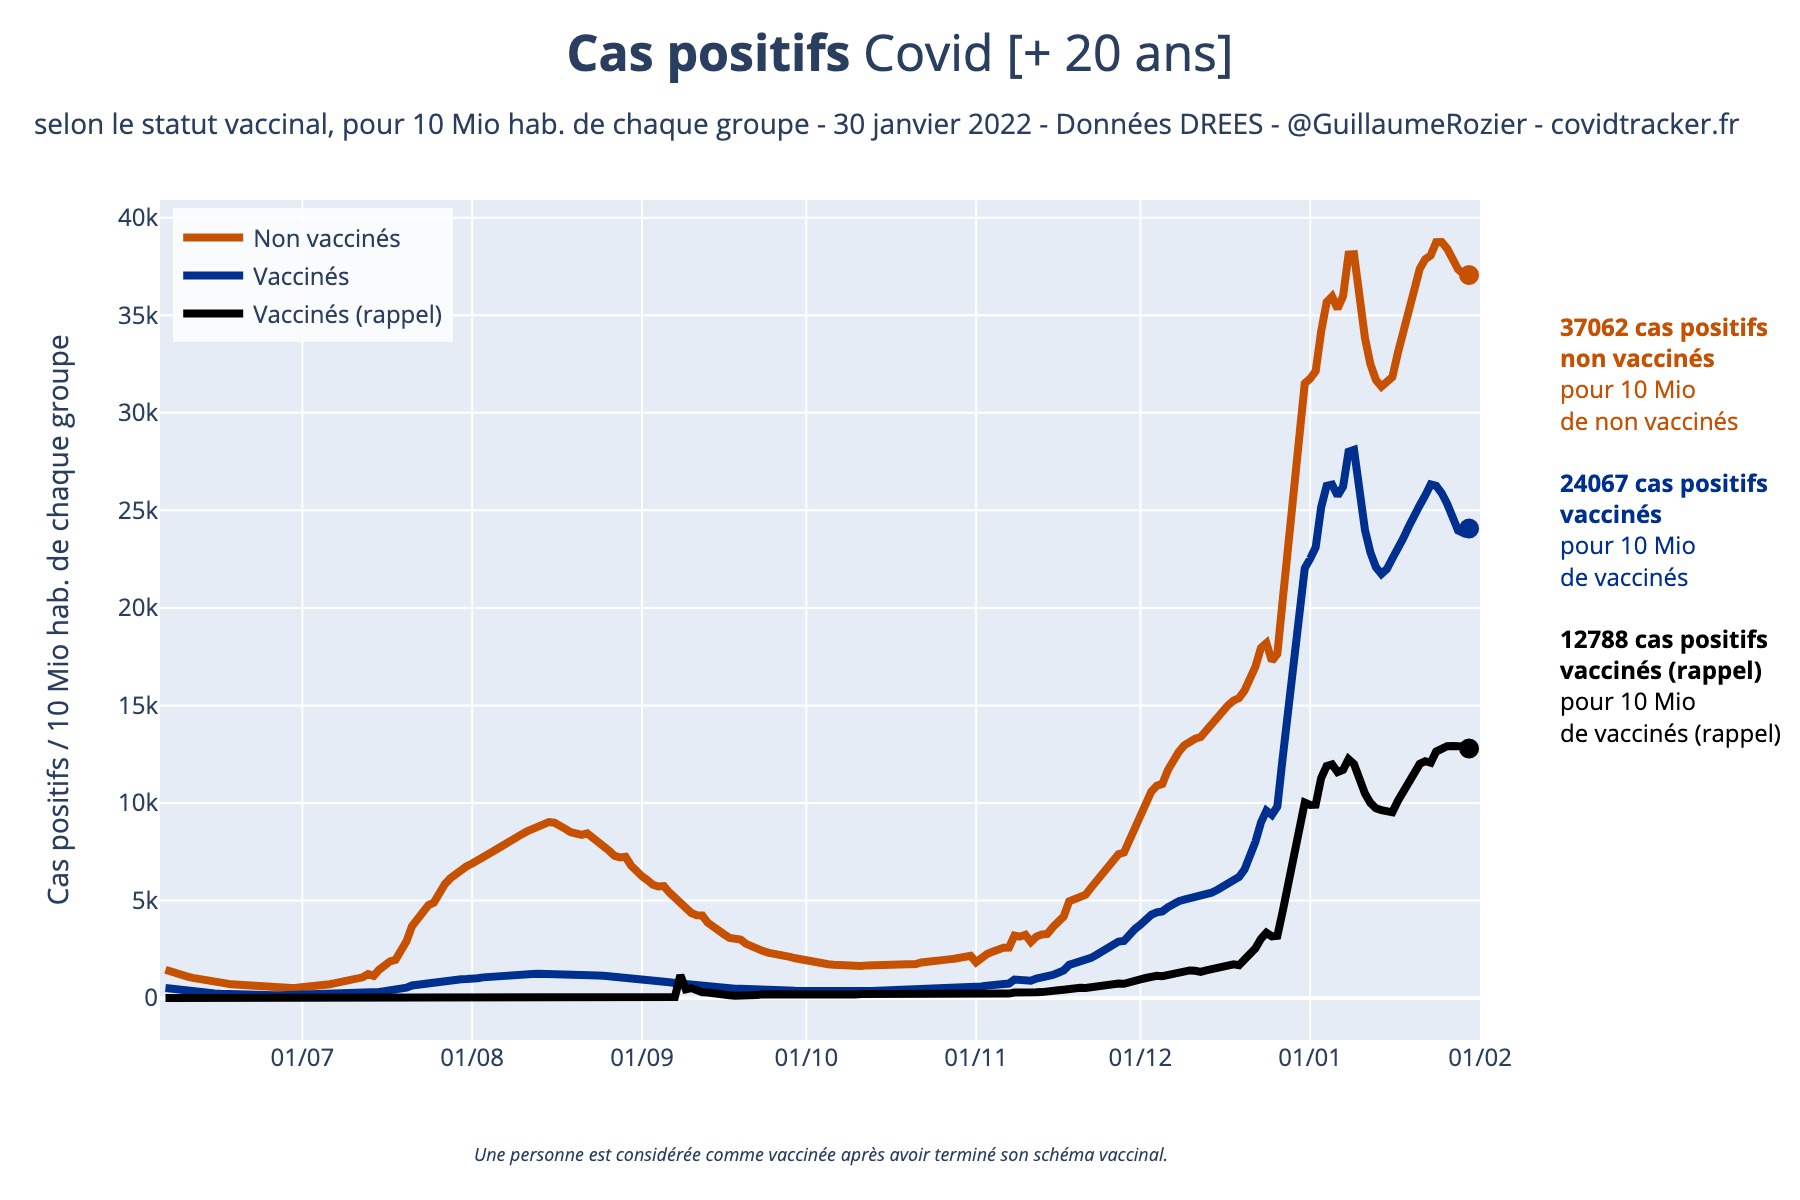 Cas positifs Covid [+ 20 ans]
selon le statut vaccinal, pour 10 Mio hab. de chaque groupe - 30 janvier 2022 - Données DREES - @GuillaumeRozier - covidtracker.fr
Cas positifs / 10 Mio hab. de chaque groupe
40k
35k
30k
25k
20k
15k
10k
5k
0
Non vaccinés
Vaccinés
Vaccinés (rappel)
01/07
01/08
01/09
01/10
01/11
01/12
01/01
01/02
37062 cas positifs
non vaccinés
pour 10 Mio
de non vaccinés
24067 cas positifs
vaccinés
pour 10 Mio
de vaccinés
12788 cas positifs
vaccinés (rappel)
pour 10 Mio
de vaccinés (rappel)
Une personne est considérée comme vaccinée après avoir terminé son schéma vaccinal.